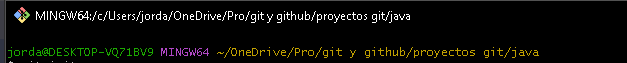 MINGW64:/c/Users/jorda/OneDrive/Pro/git y github/proyectos git/java
jorda@DESKTOP-VQ71BV9 MINGW64 ~/OneDrive/Pro/git y github/proyectos git/java